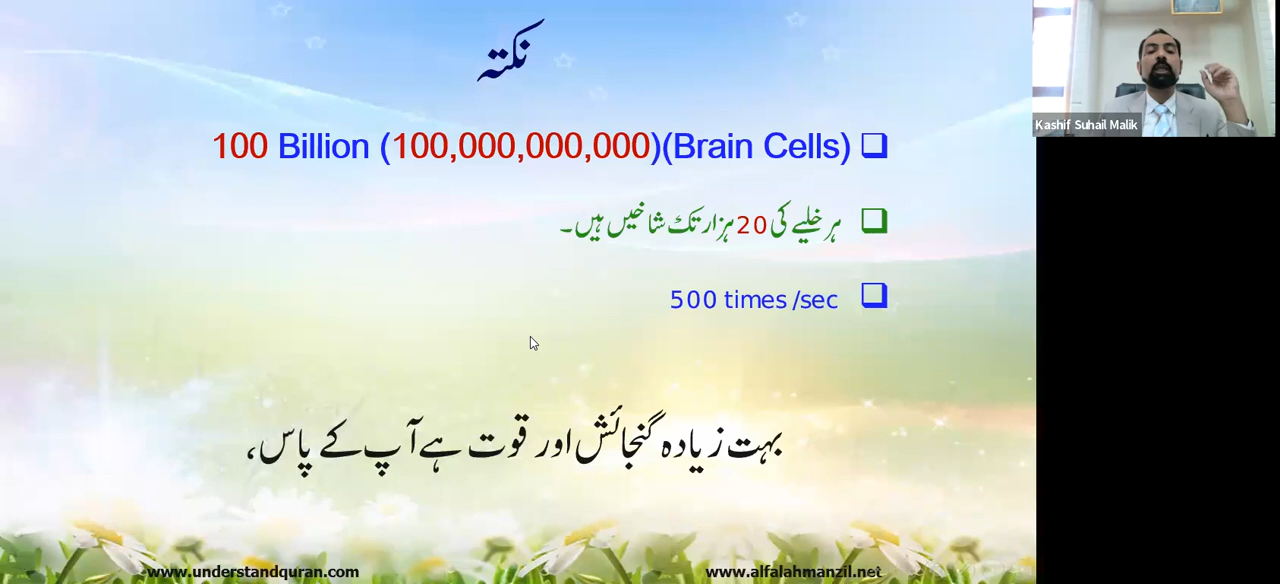 نکتہ
Kashif Suhail Malik
100 Billion (100,000,000,000)(Brain Cells)
ہر خلیے کی 20 ہزار تک شاخیں ہیں۔
500 times /sec
بہت زیادہ گنجائش اور قوت ہے آپ کے پاس،
www.understandquran.com
www.alfalahmanzil.net